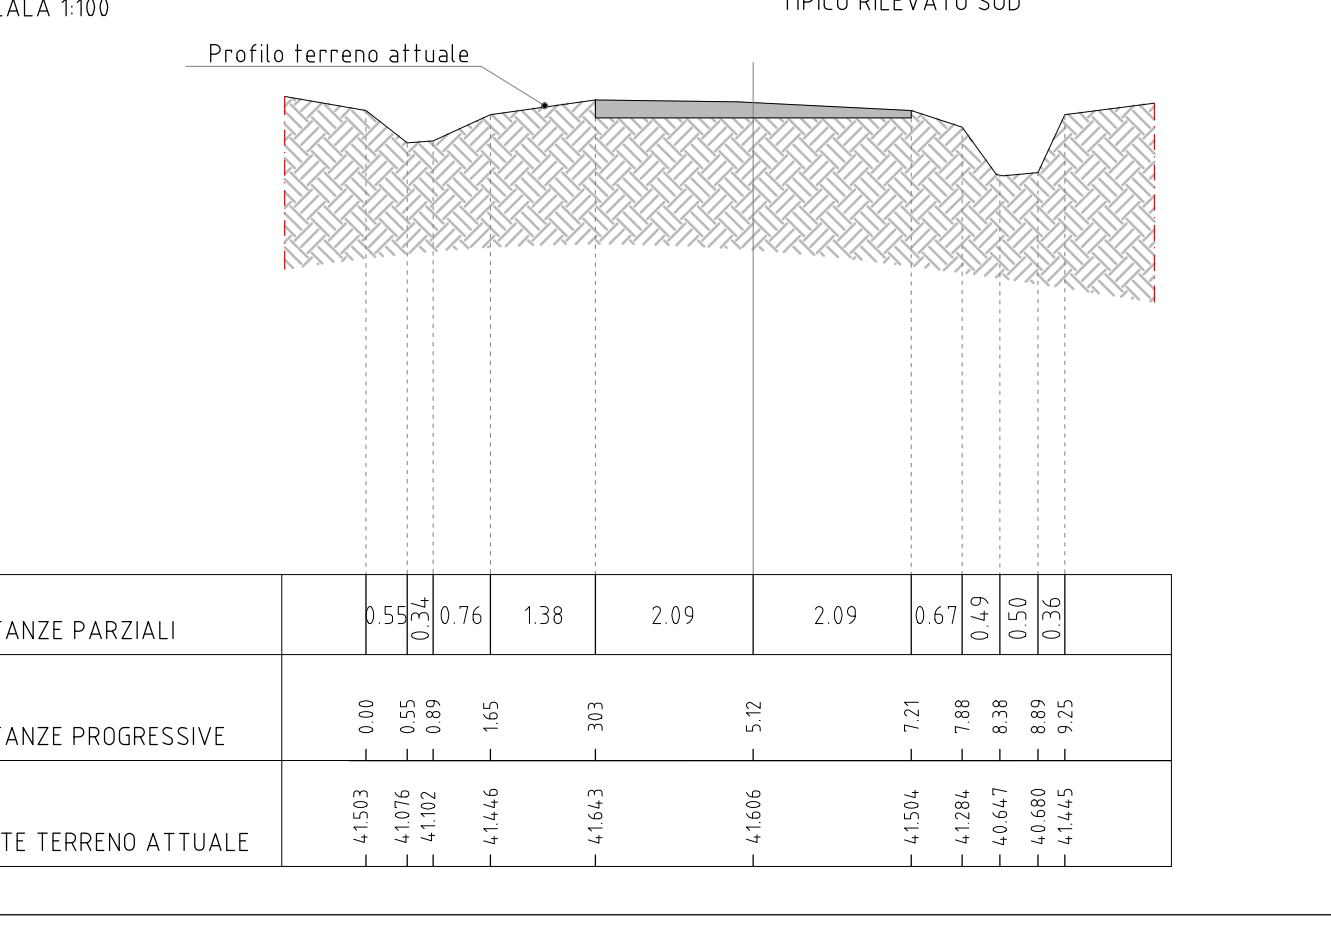 ALA 1:100
TIPICO RILEVATO SUD
Profilo terreno attuale
TANZE PARZIALI
0.55 0.34 0.76 1.38 2.09 2.09 0.67 0.49 0.50 0.36
TANZE PROGRESSIVE
0.00 0.55 0.89 1.65 303 5.12 7.21 7.88 8.38 8.89 9.25
TE TERRENO ATTUALE
41.503 41.076 41.102 41.446 41.643 41.606 41.504 41.284 40.647 40.680 41.445